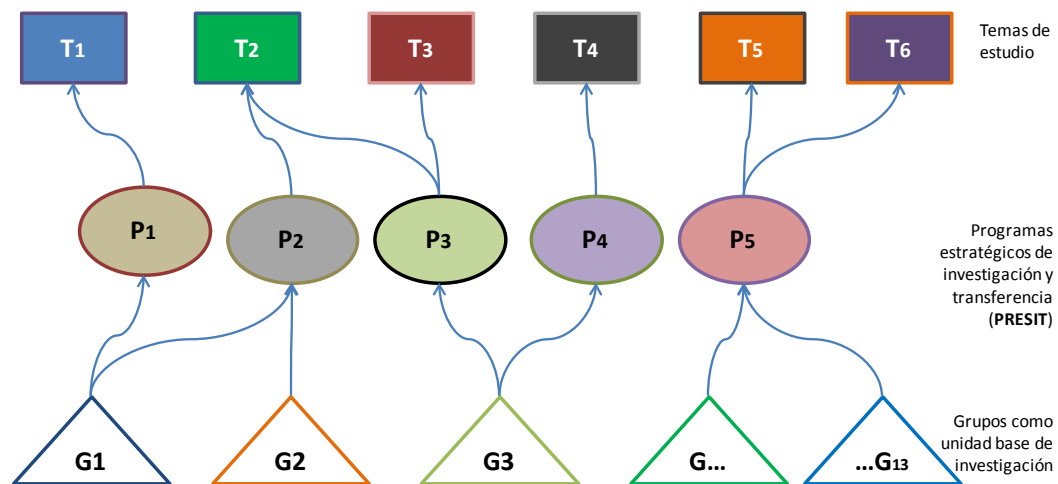 T1 T2 T3 T4 T5 T6
Temas de
estudio
P1 P2 P3 P4 P5
Programas
estratégicos de
investigación y
transferencia
(PRESIT)
G1 G2 G3 G... ...G13
Grupos como
unidad base de
investigación